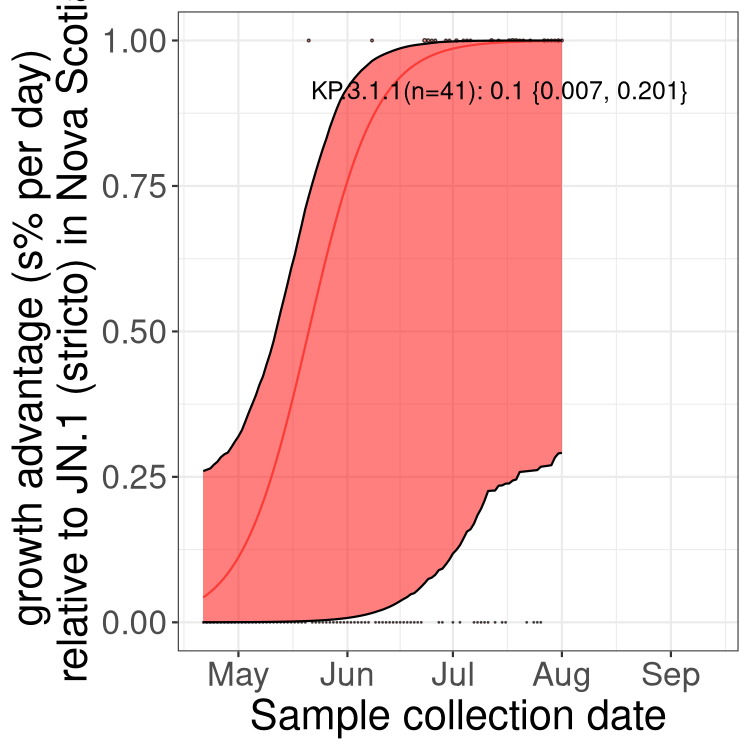 growth advantage (s% per day)
relative to JN.1 (stricto) in Nova Scotia
1.00
0.75
0.50
0.25
0.00
KP.3.1.1(n=41): 0.1 {0.007, 0.201}
May Jun Jul Aug Sep
Sample collection date